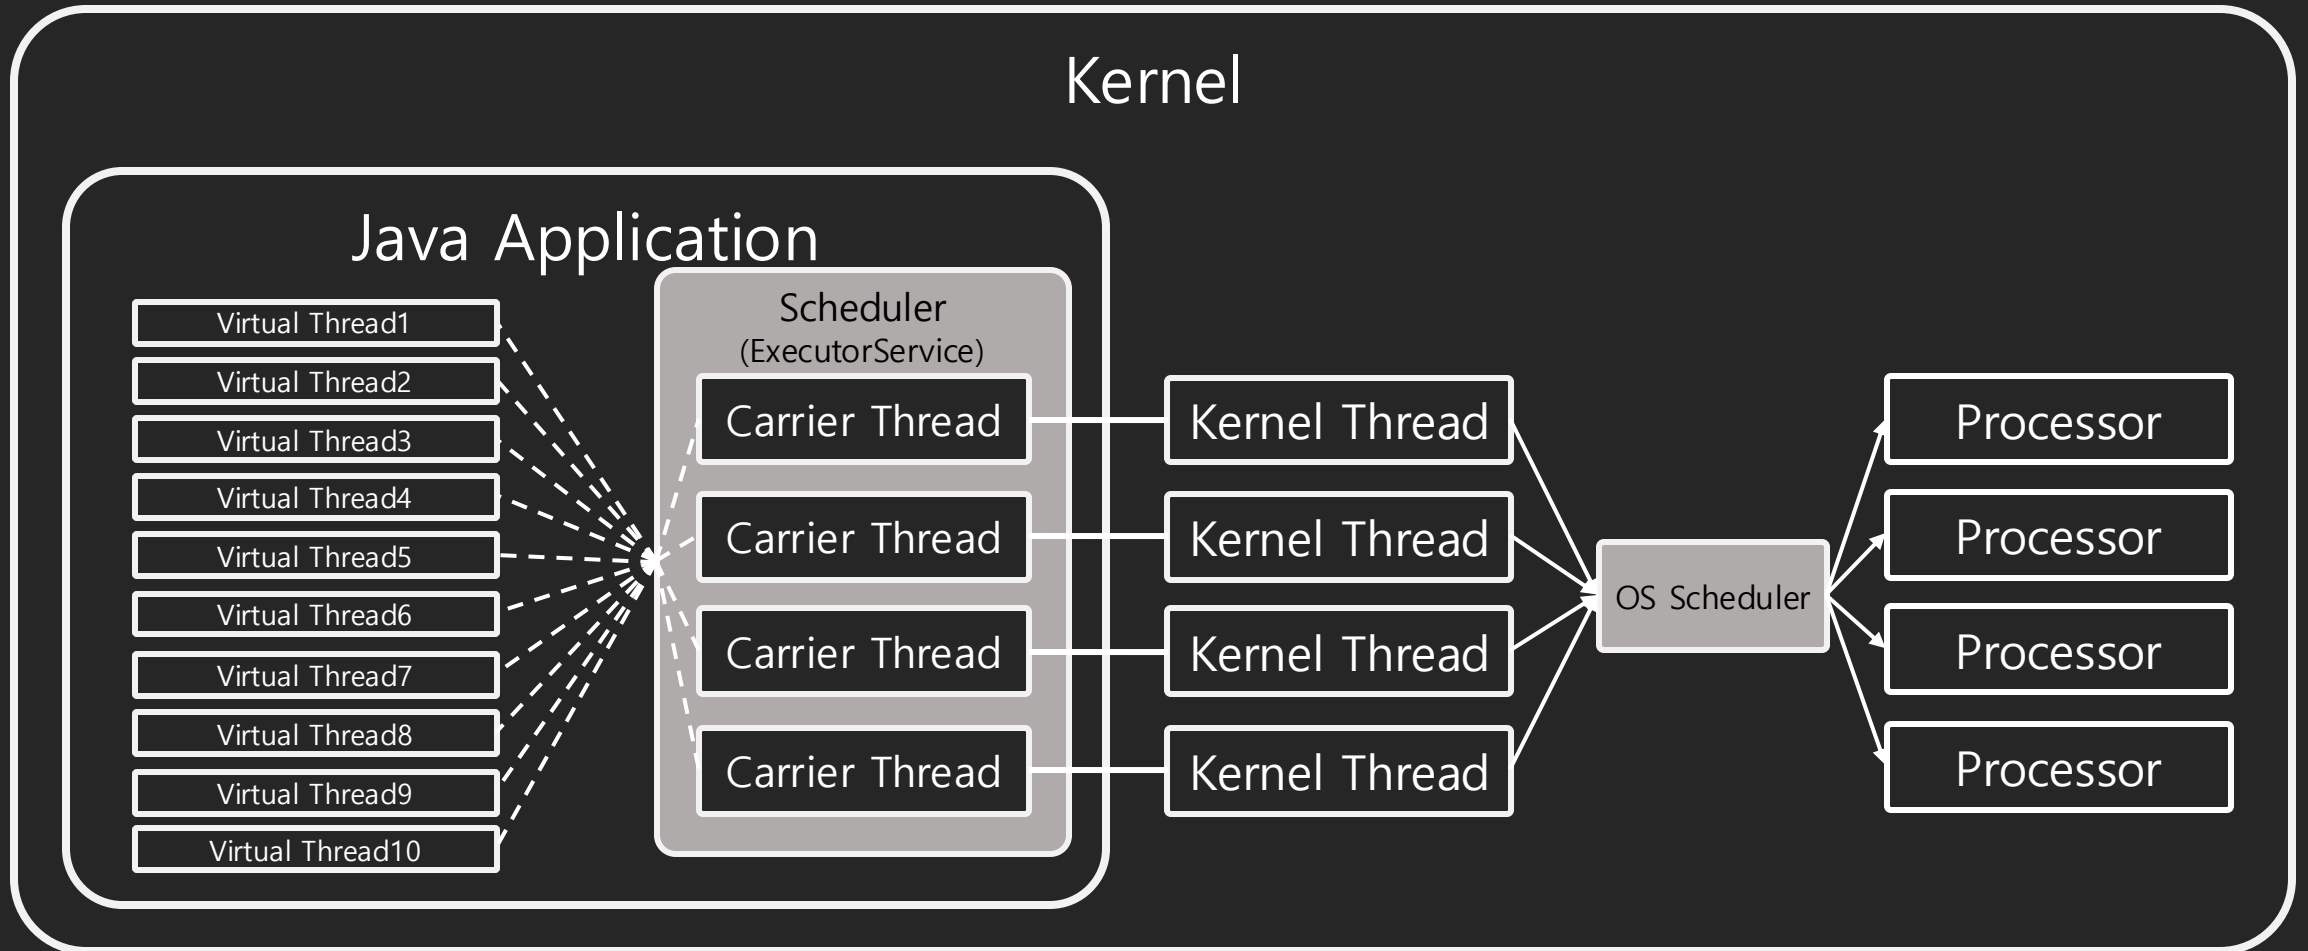 Kernel
Java Application
Virtual Thread1
Virtual Thread2
Virtual Thread3
Virtual Thread4
Virtual Thread5
Virtual Thread6
Virtual Thread7
Virtual Thread8
Virtual Thread9
Virtual Thread10
Scheduler
(ExecutorService)
Carrier Thread
Carrier Thread
Carrier Thread
Carrier Thread
Kernel Thread
Kernel Thread
Kernel Thread
Kernel Thread
OS Scheduler
Processor
Processor
Processor
Processor